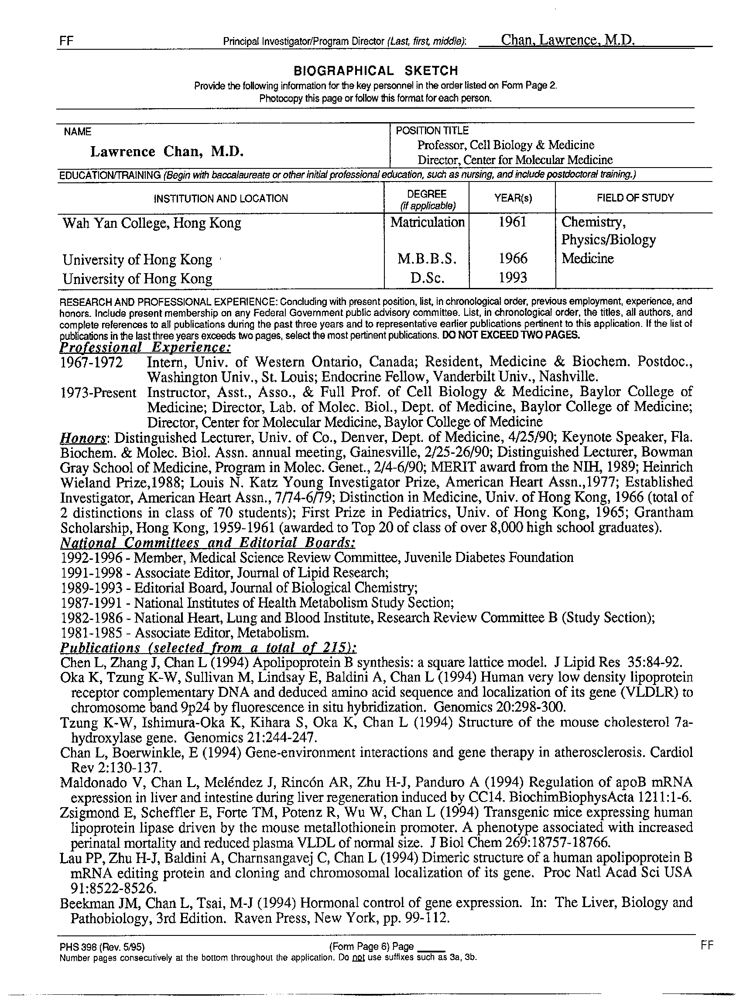 FF Principal Investigator/Program Director (Last, first, middle): Chan, Lawrence, M.D.
BIOGRAPHICAL SKETCH
Provide the following information for the key personnel in the order listed on Form Page 2.
Photocopy this page or follow this format for each person.
NAME
Lawrence Chan, M.D.
POSITION TITLE
Professor, Cell Biology & Medicine
Director, Center for Molecular Medicine
EDUCATION/TRAINING (Begin with baccalaureate or other initial professional education, such as nursing, and include postdoctoral training.)
INSTITUTION AND LOCATION DEGREE (if applicable) YEAR(s) FIELD OF STUDY
Wah Yan College, Hong Kong Matriculation 1961 Chemistry,
Physics/Biology
University of Hong Kong M.B.B.S. 1966 Medicine
University of Hong Kong D.Sc. 1993
RESEARCH AND PROFESSIONAL EXPERIENCE: Concluding with present position, list, in chronological order, previous employment, experience, and
honors. Include present membership on any Federal Government public advisory committee. List, in chronological order, the titles, all authors, and
complete references to all publications during the past three years and to representative earlier publications pertinent to this application. If the list of
publications in the last three years exceeds two pages, select the most pertinent publications. DO NOT EXCEED TWO PAGES.
Professional Experience:
1967-1972 Intern, Univ. of Western Ontario, Canada; Resident, Medicine & Biochem. Postdoc.,
Washington Univ., St. Louis; Endocrine Fellow, Vanderbilt Univ., Nashville.
1973-Present Instructor, Asst., Asso., & Full Prof. of Cell Biology & Medicine, Baylor College of
Medicine; Director, Lab. of Molec. Biol., Dept. of Medicine, Baylor College of Medicine;
Director, Center for Molecular Medicine, Baylor College of Medicine
Honors: Distinguished Lecturer, Univ. of Co., Denver, Dept. of Medicine, 4/25/90; Keynote Speaker, Fla.
Biochem. & Molec. Biol. Assn. annual meeting, Gainesville, 2/25-26/90; Distinguished Lecturer, Bowman
Gray School of Medicine, Program in Molec. Genet., 2/4-6/90; MERIT award from the NIH, 1989; Heinrich
Wieland Prize,1988; Louis N. Katz Young Investigator Prize, American Heart Assn.,1977; Established
Investigator, American Heart Assn., 7/74-6/79; Distinction in Medicine, Univ. of Hong Kong, 1966 (total of
2 distinctions in class of 70 students); First Prize in Pediatrics, Univ. of Hong Kong, 1965; Grantham
Scholarship, Hong Kong, 1959-1961 (awarded to Top 20 of class of over 8,000 high school graduates).
National Committees and Editorial Boards:
1992-1996 - Member, Medical Science Review Committee, Juvenile Diabetes Foundation
1991-1998 - Associate Editor, Journal of Lipid Research;
1989-1993 - Editorial Board, Journal of Biological Chemistry;
1987-1991 - National Institutes of Health Metabolism Study Section;
1982-1986 - National Heart, Lung and Blood Institute, Research Review Committee B (Study Section);
1981-1985 - Associate Editor, Metabolism.
Publications (selected from a total of 215):
Chen L, Zhang J, Chan L (1994) Apolipoprotein B synthesis: a square lattice model. J Lipid Res 35:84-92.
Oka K, Tzung K-W, Sullivan M, Lindsay E, Baldini A, Chan L (1994) Human very low density lipoprotein
receptor complementary DNA and deduced amino acid sequence and localization of its gene (VLDLR) to
chromosome band 9p24 by fluorescence in situ hybridization. Genomics 20:298-300.
Tzung K-W, Ishimura-Oka K, Kihara S, Oka K, Chan L (1994) Structure of the mouse cholesterol 7a-
hydroxylase gene. Genomics 21:244-247.
Chan L, Boerwinkle, E (1994) Gene-environment interactions and gene therapy in atherosclerosis. Cardiol
Rev 2:130-137.
Maldonado V, Chan L, Meléndez J, Rincón AR, Zhu H-J, Panduro A (1994) Regulation of apoB mRNA
expression in liver and intestine during liver regeneration induced by CC14. BiochimBiophysActa 1211:1-6.
Zsigmond E, Scheffler E, Forte TM, Potenz R, Wu W, Chan L (1994) Transgenic mice expressing human
lipoprotein lipase driven by the mouse metallothionein promoter. A phenotype associated with increased
perinatal mortality and reduced plasma VLDL of normal size. J Biol Chem 269:18757-18766.
Lau PP, Zhu H-J, Baldini A, Charnsangavej C, Chan L (1994) Dimeric structure of a human apolipoprotein B
mRNA editing protein and cloning and chromosomal localization of its gene. Proc Natl Acad Sci USA
91:8522-8526.
Beekman JM, Chan L, Tsai, M-J (1994) Hormonal control of gene expression. In: The Liver, Biology and
Pathobiology, 3rd Edition. Raven Press, New York, pp. 99-112.
PHS 398 (Rev. 5/95) (Form Page 6) Page ____ FF
Number pages consecutively at the bottom throughout the application. Do not use suffixes such as 3a, 3b.